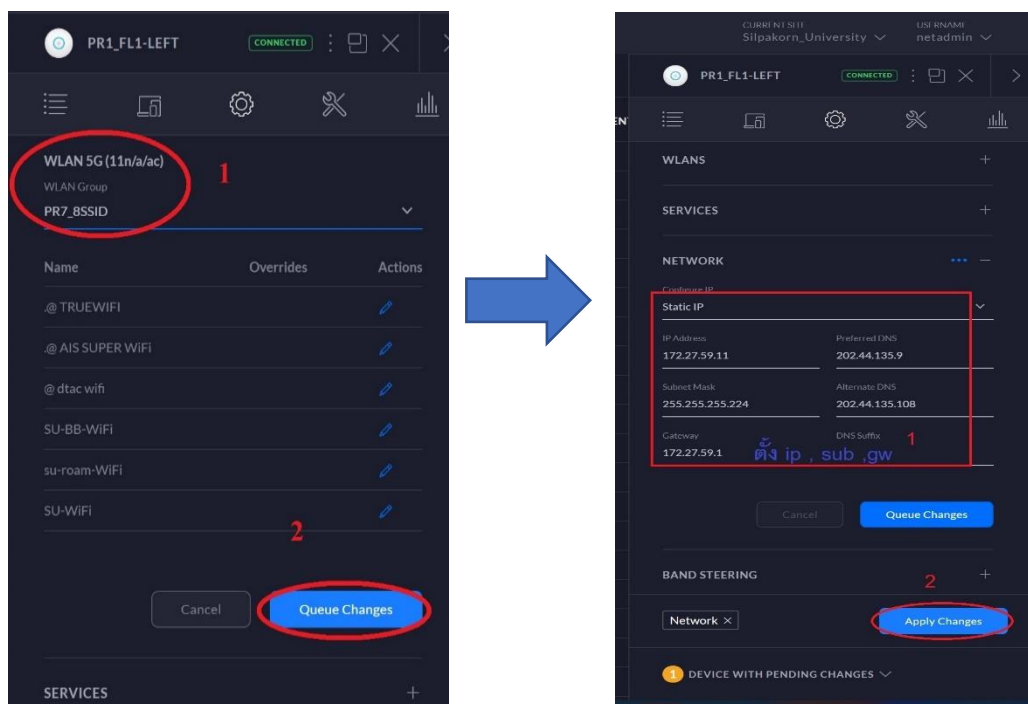 PR1_FL1-LEFT CONNECTED
WLAN 5G (11n/a/ac)
1
WLAN Group
PR7_8SSID
Name Overrides Actions
.@ TRUEWIFI
.@ AIS SUPER WiFi
@ dtac wifi
SU-BB-WiFi
su-roam-WiFi
SU-WiFi
2
Cancel Queue Changes
SERVICES +
CURRENT SITE USERNAME
Silpakorn_University netadmin
PR1_FL1-LEFT CONNECTED
EN
WLANS +
SERVICES +
NETWORK ... −
Configure IP
Static IP
IP Address Preferred DNS
172.27.59.11 202.44.135.9
Subnet Mask Alternate DNS
255.255.255.224 202.44.135.108
Gateway DNS Suffix 1
172.27.59.1 ตั้ง ip , sub ,gw
Cancel Queue Changes
BAND STEERING +
2
Network × Apply Changes
1 DEVICE WITH PENDING CHANGES